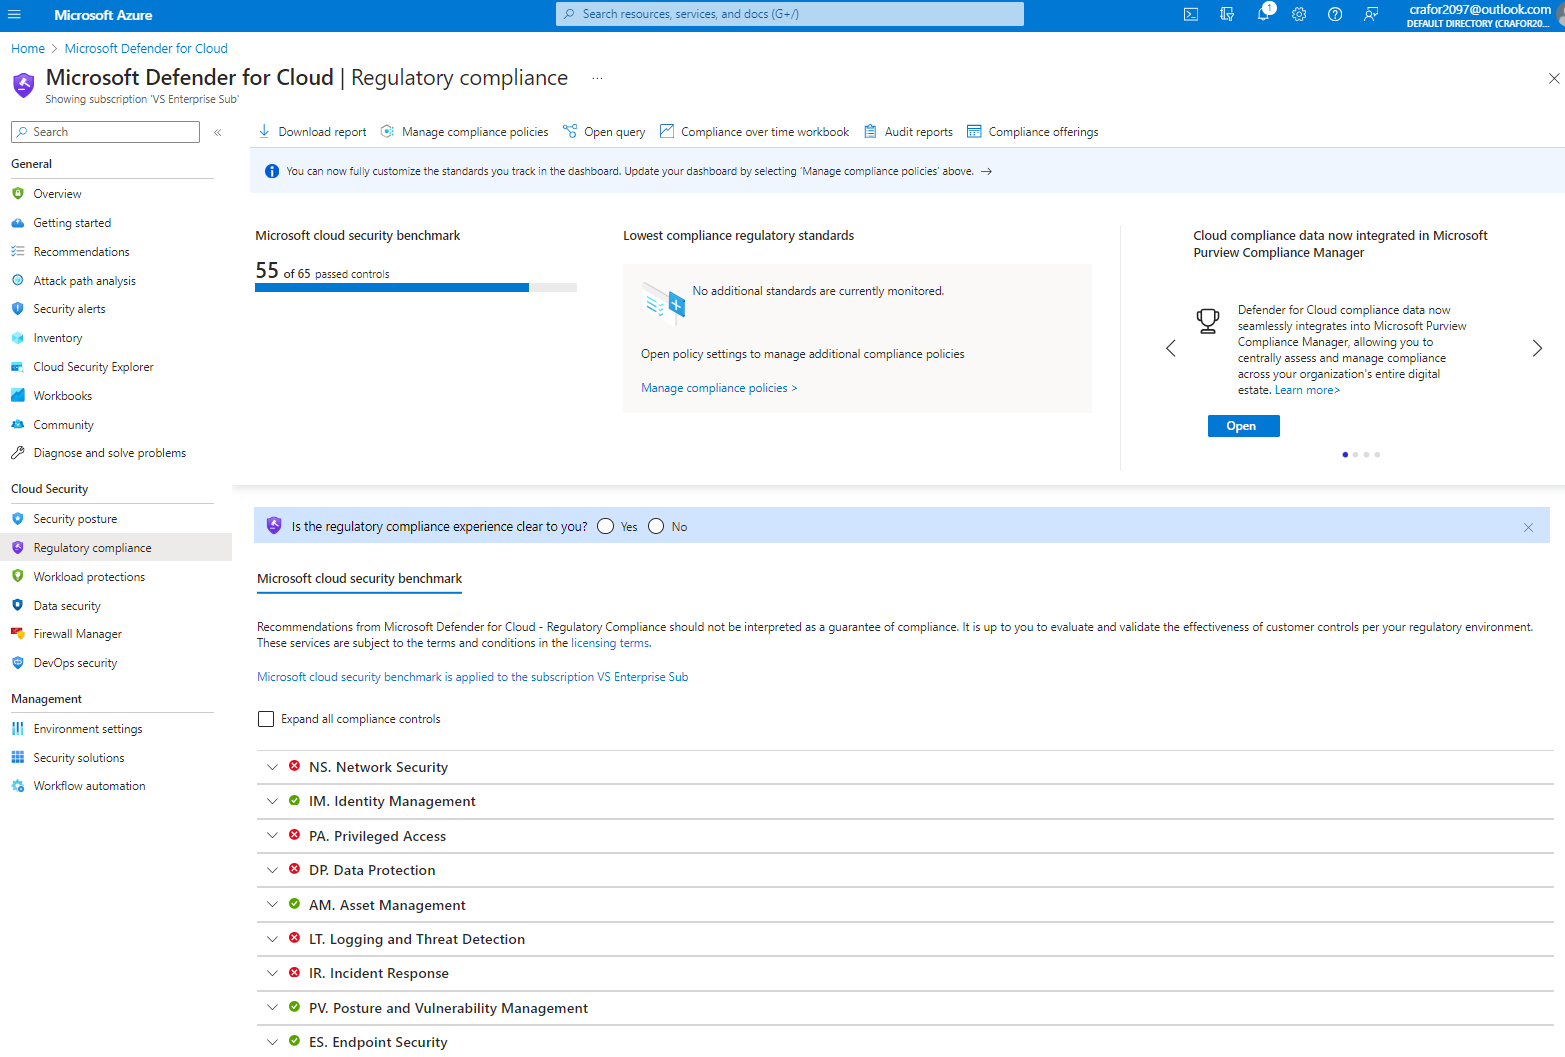 Microsoft Azure
Search resources, services, and docs (G+/)
1
crafor2097@outlook.com
DEFAULT DIRECTORY (CRAFOR20...
Home > Microsoft Defender for Cloud
Microsoft Defender for Cloud | Regulatory compliance ...
Showing subscription 'VS Enterprise Sub'
Search
«
General
Overview
Getting started
Recommendations
Attack path analysis
Security alerts
Inventory
Cloud Security Explorer
Workbooks
Community
Diagnose and solve problems
Cloud Security
Security posture
Regulatory compliance
Workload protections
Data security
Firewall Manager
DevOps security
Management
Environment settings
Security solutions
Workflow automation
Download report
Manage compliance policies
Open query
Compliance over time workbook
Audit reports
Compliance offerings
You can now fully customize the standards you track in the dashboard. Update your dashboard by selecting 'Manage compliance policies' above. →
Microsoft cloud security benchmark
55 of 65 passed controls
Lowest compliance regulatory standards
No additional standards are currently monitored.
Open policy settings to manage additional compliance policies
Manage compliance policies >
Cloud compliance data now integrated in Microsoft
Purview Compliance Manager
Defender for Cloud compliance data now
seamlessly integrates into Microsoft Purview
Compliance Manager, allowing you to
centrally assess and manage compliance
across your organization's entire digital
estate. Learn more>
Open
Is the regulatory compliance experience clear to you? Yes No
Microsoft cloud security benchmark
Recommendations from Microsoft Defender for Cloud - Regulatory Compliance should not be interpreted as a guarantee of compliance. It is up to you to evaluate and validate the effectiveness of customer controls per your regulatory environment.
These services are subject to the terms and conditions in the licensing terms.
Microsoft cloud security benchmark is applied to the subscription VS Enterprise Sub
Expand all compliance controls
NS. Network Security
IM. Identity Management
PA. Privileged Access
DP. Data Protection
AM. Asset Management
LT. Logging and Threat Detection
IR. Incident Response
PV. Posture and Vulnerability Management
ES. Endpoint Security